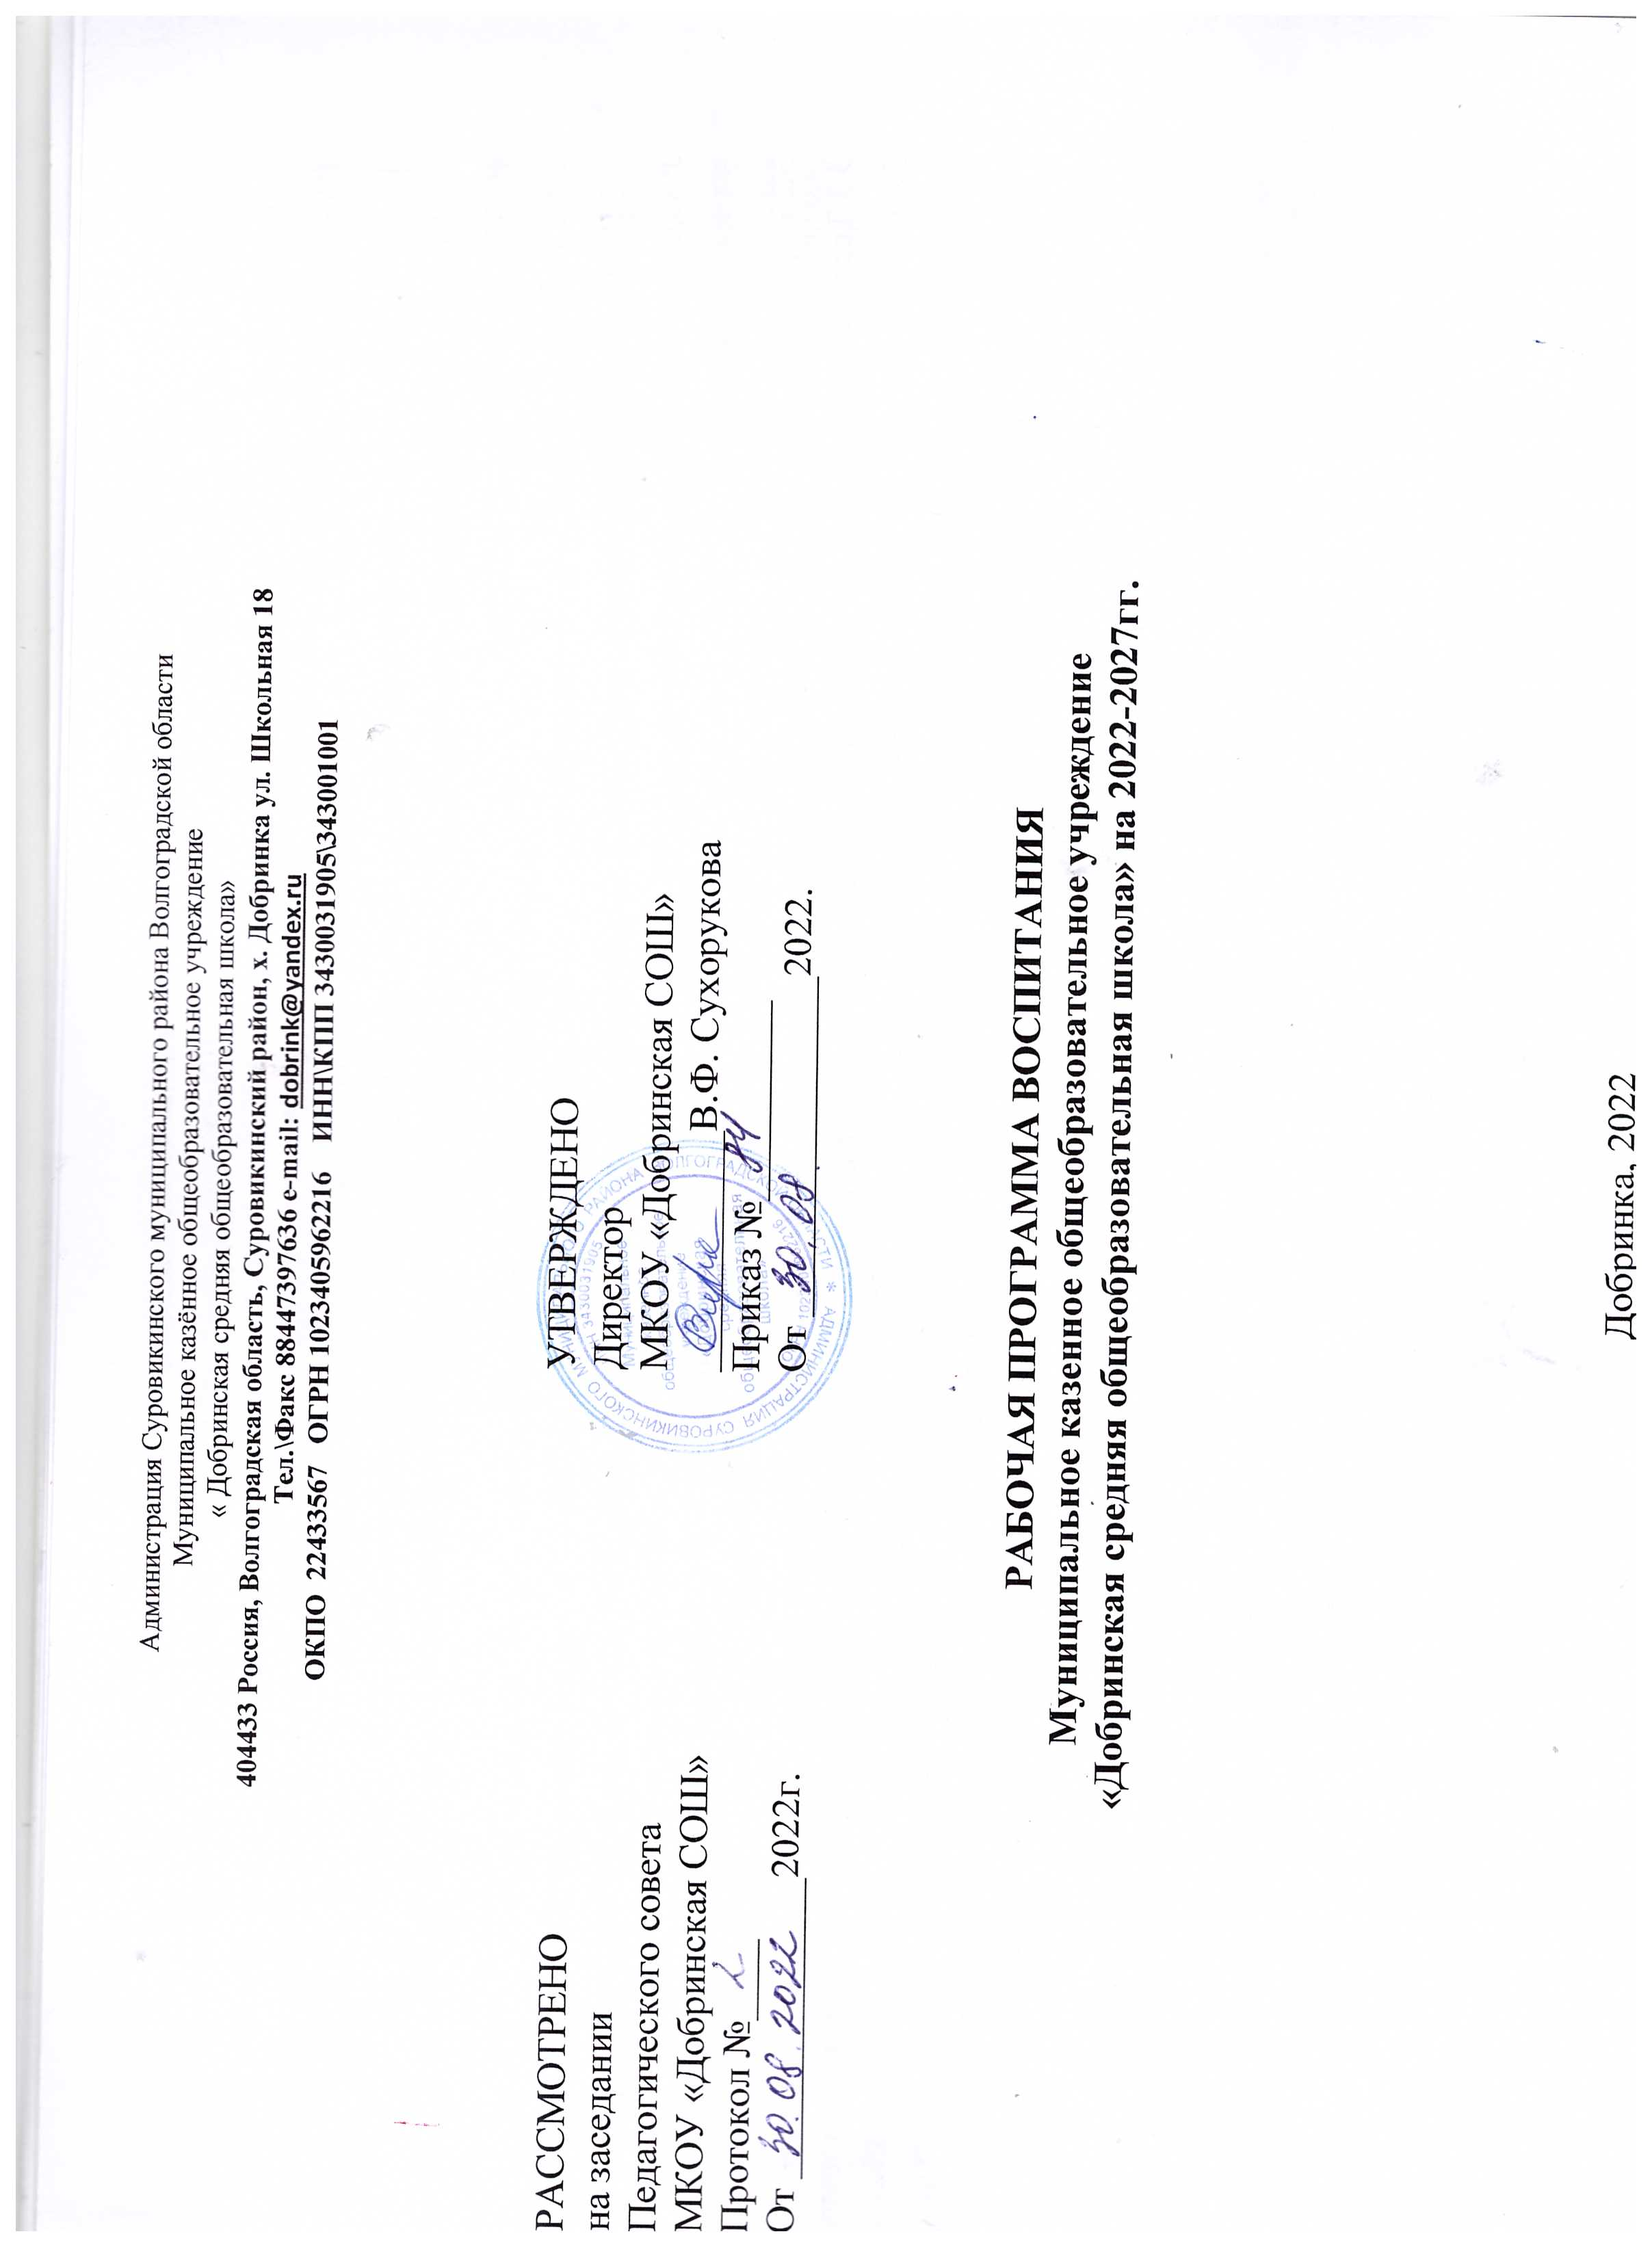 Администрация Суровикинского муниципального района Волгоградской области
Муниципальное казённое общеобразовательное учреждение
« Добринская средняя общеобразовательная школа»
404433 Россия, Волгоградская область, Суровикинский район, х. Добринка ул. Школьная 18
Тел.\Факс 88447397636 e-mail: dobrink@yandex.ru
ОКПО 22433567 ОГРН 1023405962216 ИНН\КПП 3430031905\343001001
РАССМОТРЕНО
на заседании
Педагогического совета
МКОУ «Добринская СОШ»
Протокол № 2
От 30.08.2022 2022г.
УТВЕРЖДЕНО
Директор
МКОУ «Добринская СОШ»
В.Ф. Сухорукова
Приказ № 84
От 30.08 2022.
РАБОЧАЯ ПРОГРАММА ВОСПИТАНИЯ
Муниципальное казенное общеобразовательное учреждение
«Добринская средняя общеобразовательная школа» на 2022-2027гг.
Добринка, 2022